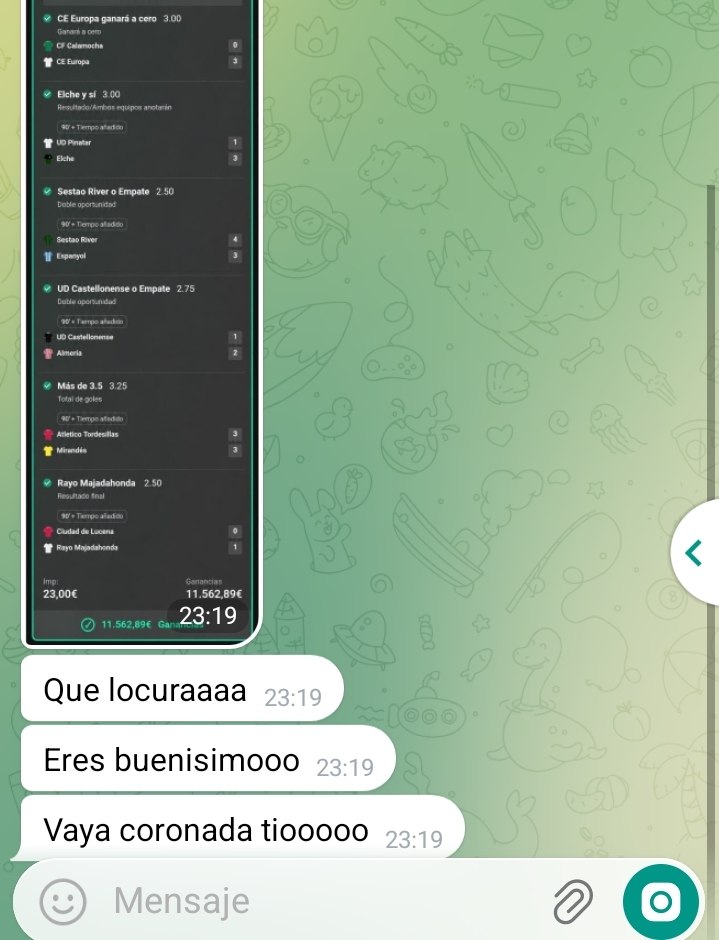 CE Europa ganará a cero 3.00
Ganará a cero
CF Calamocha 0
CE Europa 3
Elche y sí 3.00
Resultado/Ambos equipos anotarán
90'+ Tiempo añadido
UD Pinatar 1
Elche 3
Sestao River o Empate 2.50
Doble oportunidad
90'+ Tiempo añadido
Sestao River 4
Espanyol 3
UD Castellonense o Empate 2.75
Doble oportunidad
90'+ Tiempo añadido
UD Castellonense 1
Almería 2
Más de 3.5 3.25
Total de goles
90'+ Tiempo añadido
Atletico Tordesillas 3
Mirandés 3
Rayo Majadahonda 2.50
Resultado final
90'+ Tiempo añadido
Ciudad de Lucena 0
Rayo Majadahonda 1
Imp: Ganancias
23,00€ 11.562,89€
11.562,89€ Ganancias
23:19
Que locuraaaa 23:19
Eres buenisimooo 23:19
Vaya coronada tiooooo 23:19
Mensaje